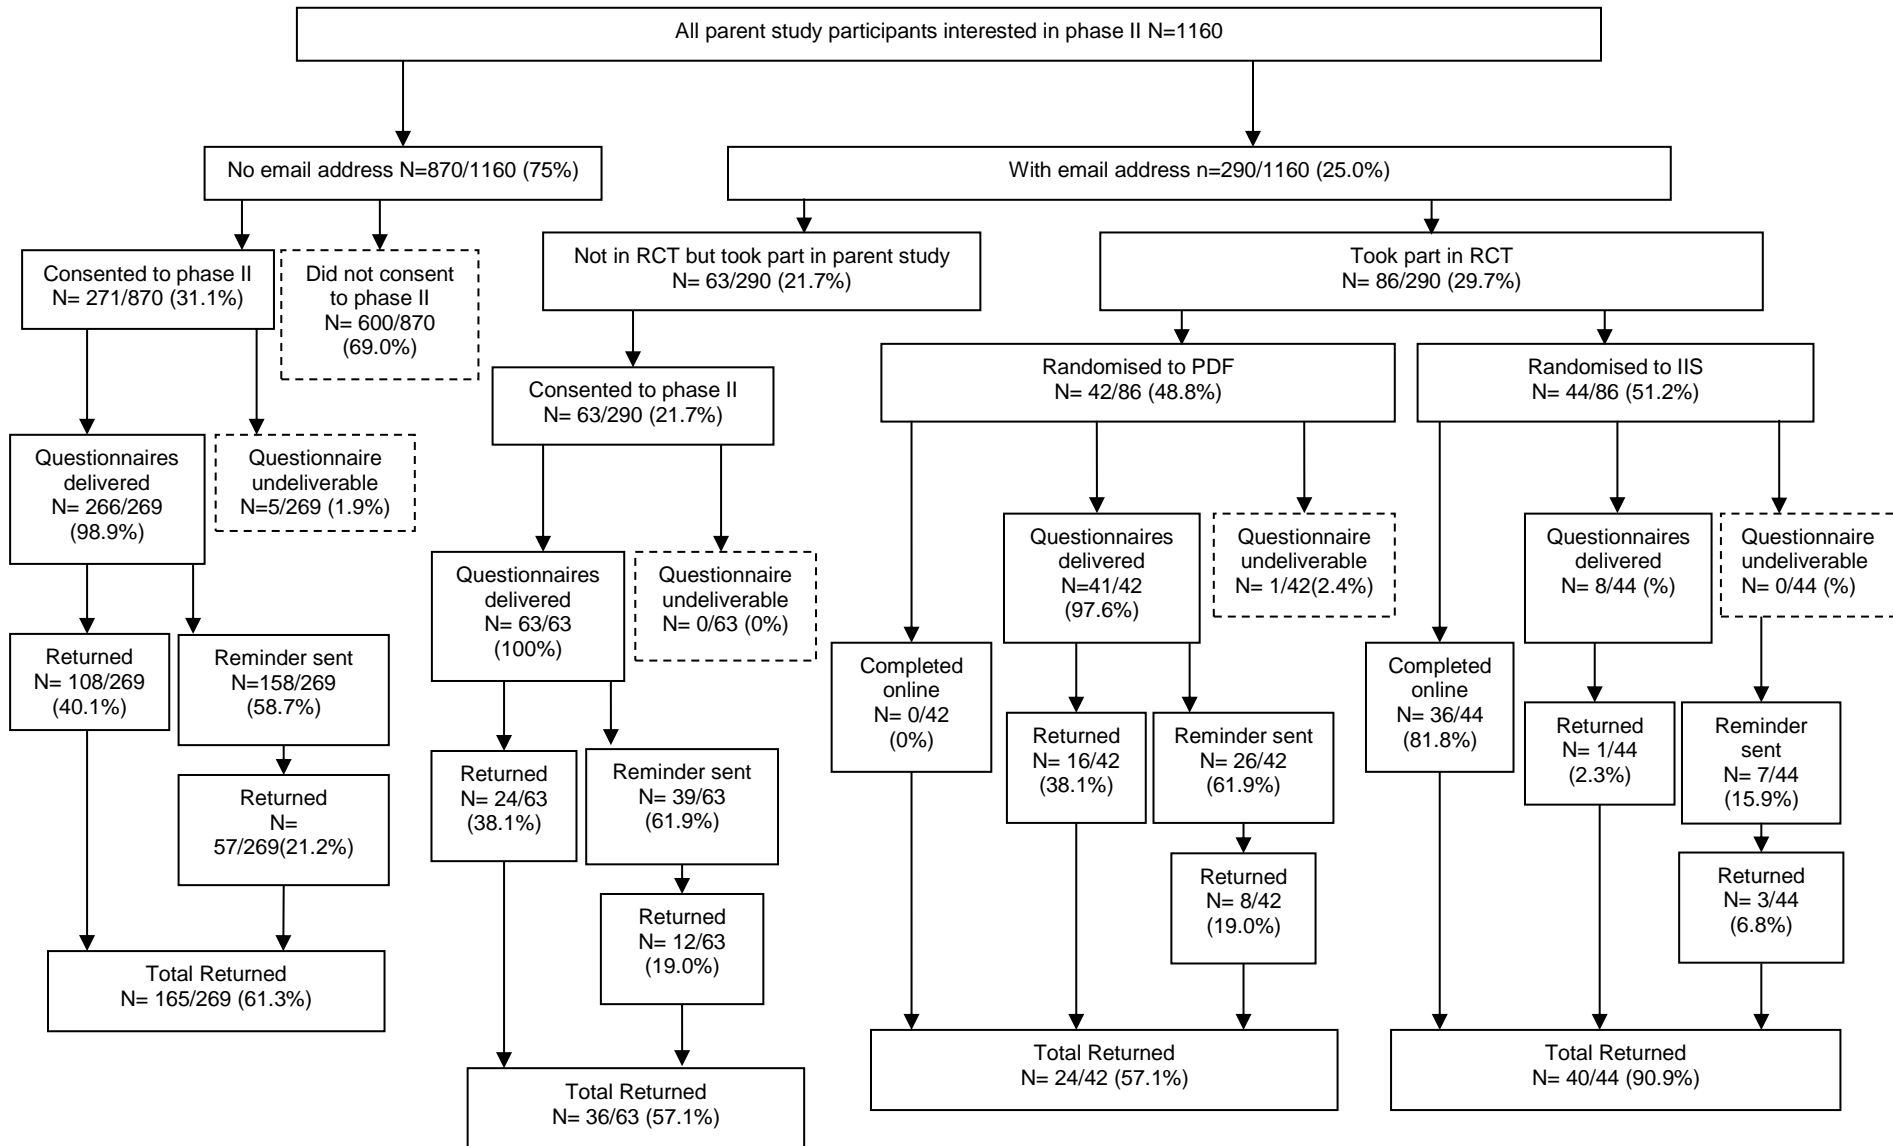 All parent study participants interested in phase II N=1160
No email address N=870/1160 (75%)
With email address n=290/1160 (25.0%)
Consented to phase II
N= 271/870 (31.1%)
Did not consent
to phase II
N= 600/870
(69.0%)
Not in RCT but took part in parent study
N= 63/290 (21.7%)
Took part in RCT
N= 86/290 (29.7%)
Consented to phase II
N= 63/290 (21.7%)
Randomised to PDF
N= 42/86 (48.8%)
Randomised to IIS
N= 44/86 (51.2%)
Questionnaires
delivered
N= 266/269
(98.9%)
Questionnaire
undeliverable
N=5/269 (1.9%)
Questionnaires
delivered
N= 63/63
(100%)
Questionnaire
undeliverable
N= 0/63 (0%)
Questionnaires
delivered
N=41/42
(97.6%)
Questionnaire
undeliverable
N= 1/42(2.4%)
Questionnaires
delivered
N= 8/44 (%)
Questionnaire
undeliverable
N= 0/44 (%)
Returned
N= 108/269
(40.1%)
Reminder sent
N=158/269
(58.7%)
Completed
online
N= 0/42
(0%)
Completed
online
N= 36/44
(81.8%)
Returned
N= 24/63
(38.1%)
Reminder sent
N= 39/63
(61.9%)
Returned
N= 16/42
(38.1%)
Reminder sent
N= 26/42
(61.9%)
Returned
N= 1/44
(2.3%)
Reminder
sent
N= 7/44
(15.9%)
Returned
N=
57/269(21.2%)
Returned
N= 12/63
(19.0%)
Returned
N= 8/42
(19.0%)
Returned
N= 3/44
(6.8%)
Total Returned
N= 165/269 (61.3%)
Total Returned
N= 36/63 (57.1%)
Total Returned
N= 24/42 (57.1%)
Total Returned
N= 40/44 (90.9%)